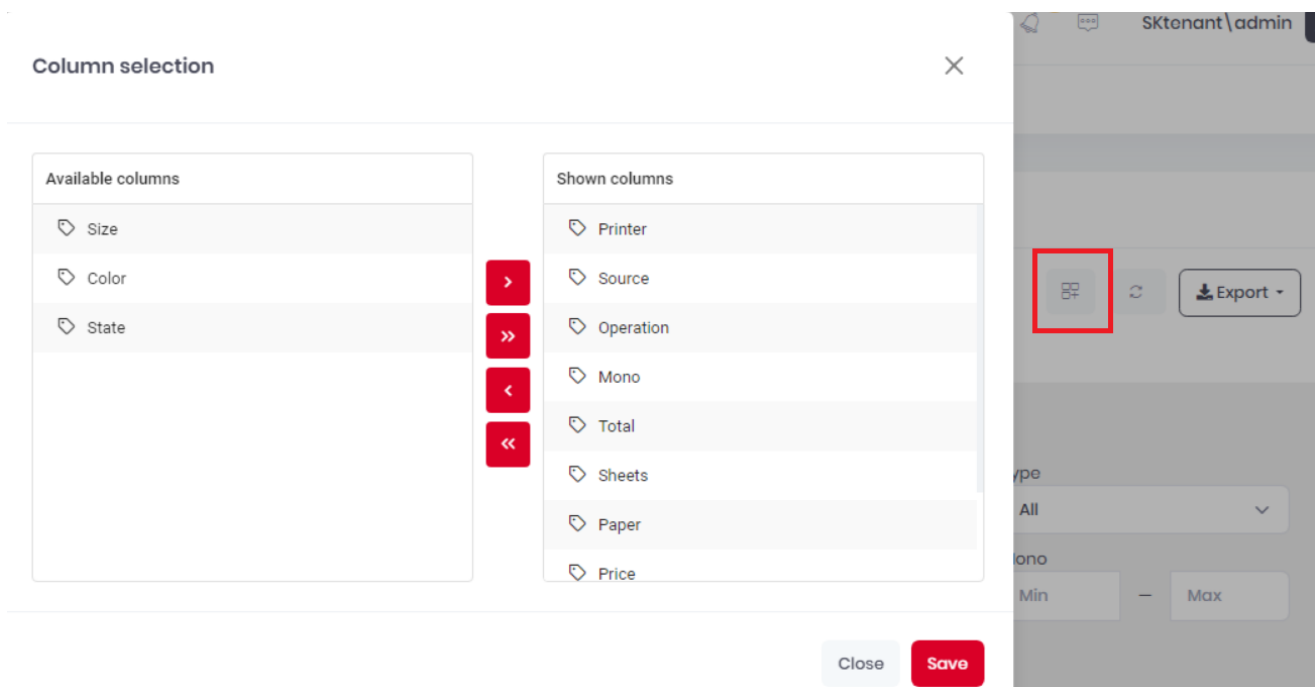 SKtenant\admin
Column selection
Available columns
Size
Color
State
Shown columns
Printer
Source
Operation
Mono
Total
Sheets
Paper
Price
Export
ype
All
lono
Min – Max
Close Save